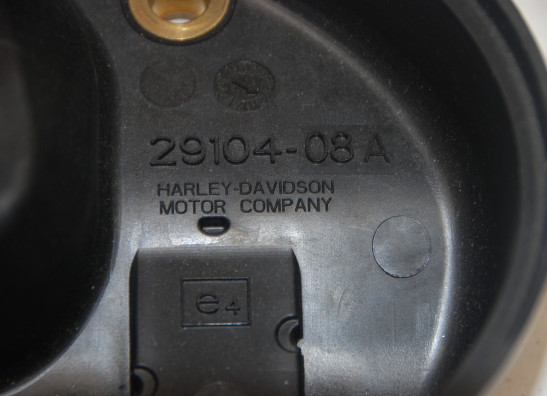 29104-08 A
HARLEY-DAVIDSON
MOTOR COMPANY
e4